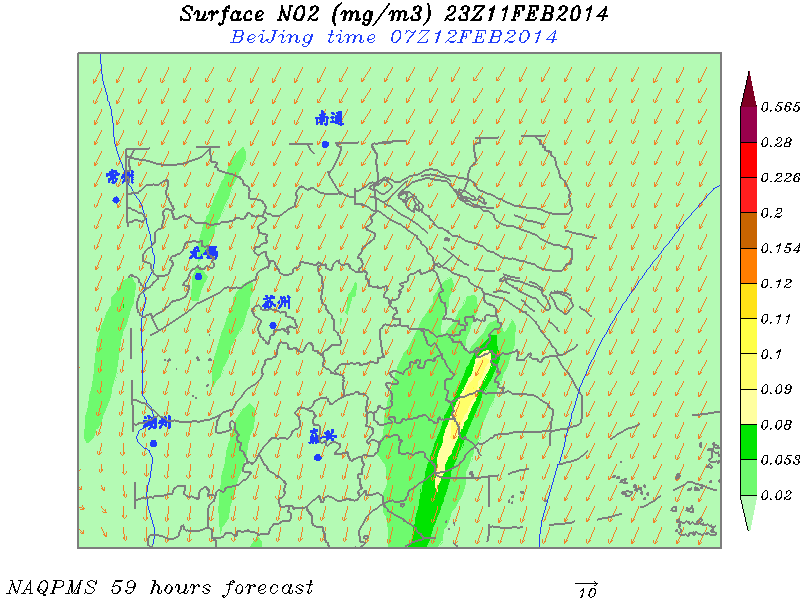 Surface NO2 (mg/m3) 23Z11FEB2014
BeiJing time 07Z12FEB2014
南通
常州
无锡
苏州
湖州
嘉兴
0.565
0.28
0.226
0.2
0.154
0.12
0.11
0.1
0.09
0.08
0.053
0.02
NAQPMS 59 hours forecast
10